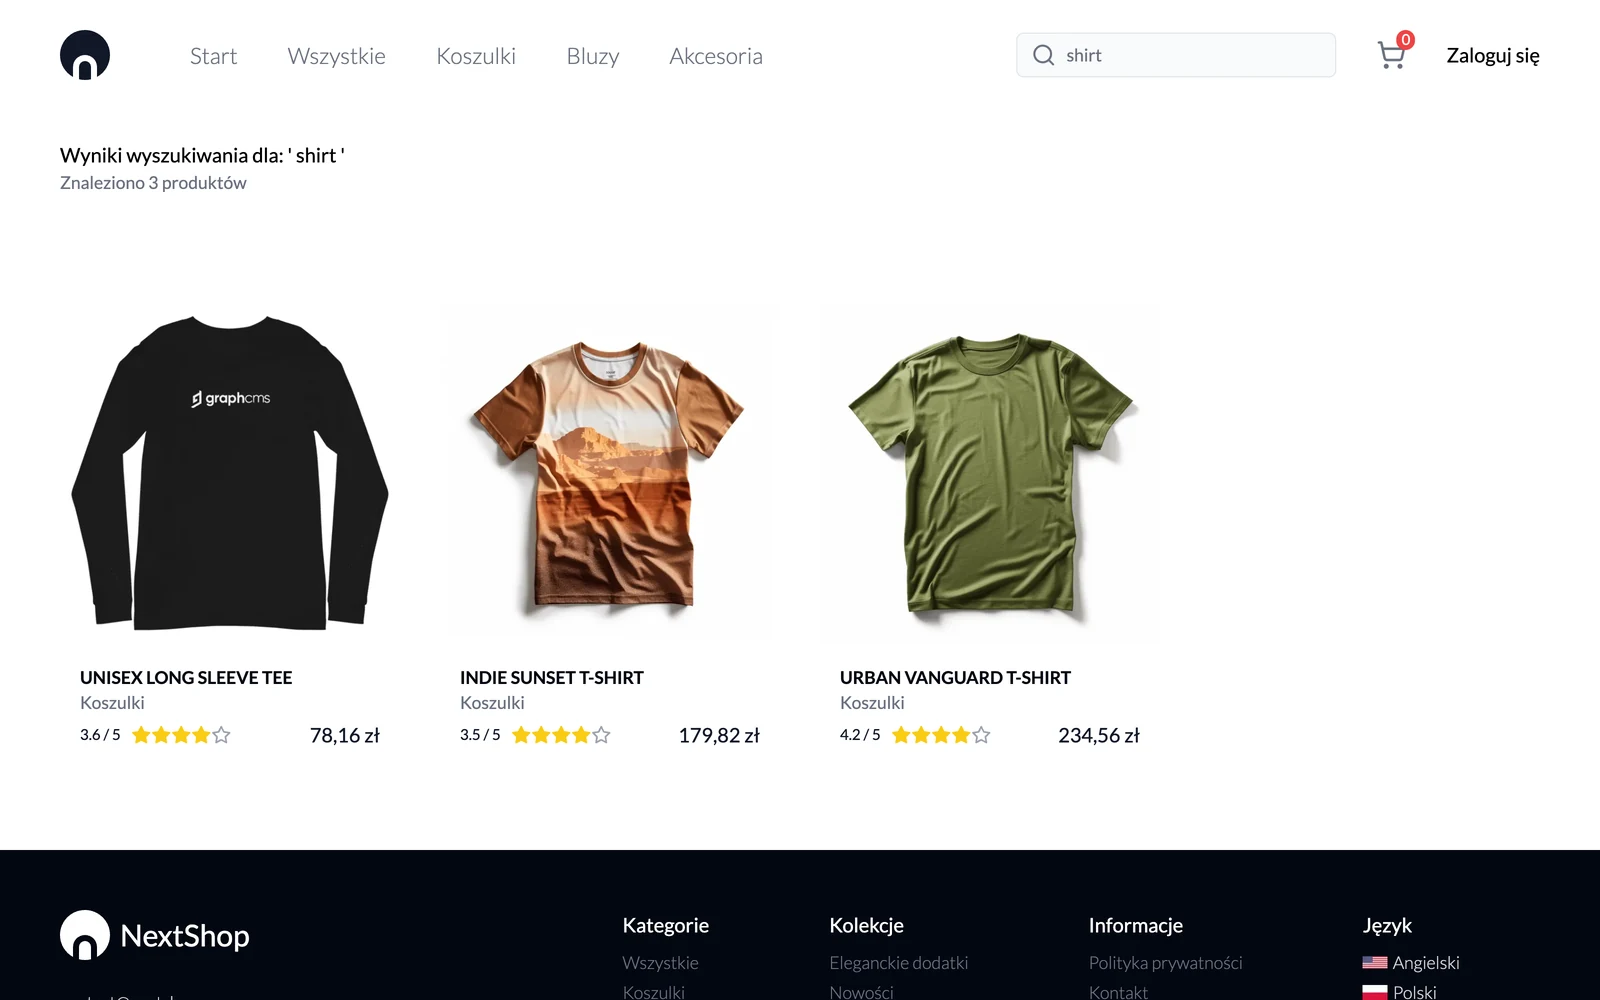 Start Wszystkie Koszulki Bluzy Akcesoria shirt 0 Zaloguj się
Wyniki wyszukiwania dla: ' shirt '
Znaleziono 3 produktów
graphcms
UNISEX LONG SLEEVE TEE
Koszulki
3.6 / 5 78,16 zł
INDIE SUNSET T-SHIRT
Koszulki
3.5 / 5 179,82 zł
URBAN VANGUARD T-SHIRT
Koszulki
4.2 / 5 234,56 zł
NextShop
Kategorie
Wszystkie
Koszulki
Kolekcje
Eleganckie dodatki
Nowości
Informacje
Polityka prywatności
Kontakt
Język
Angielski
Polski